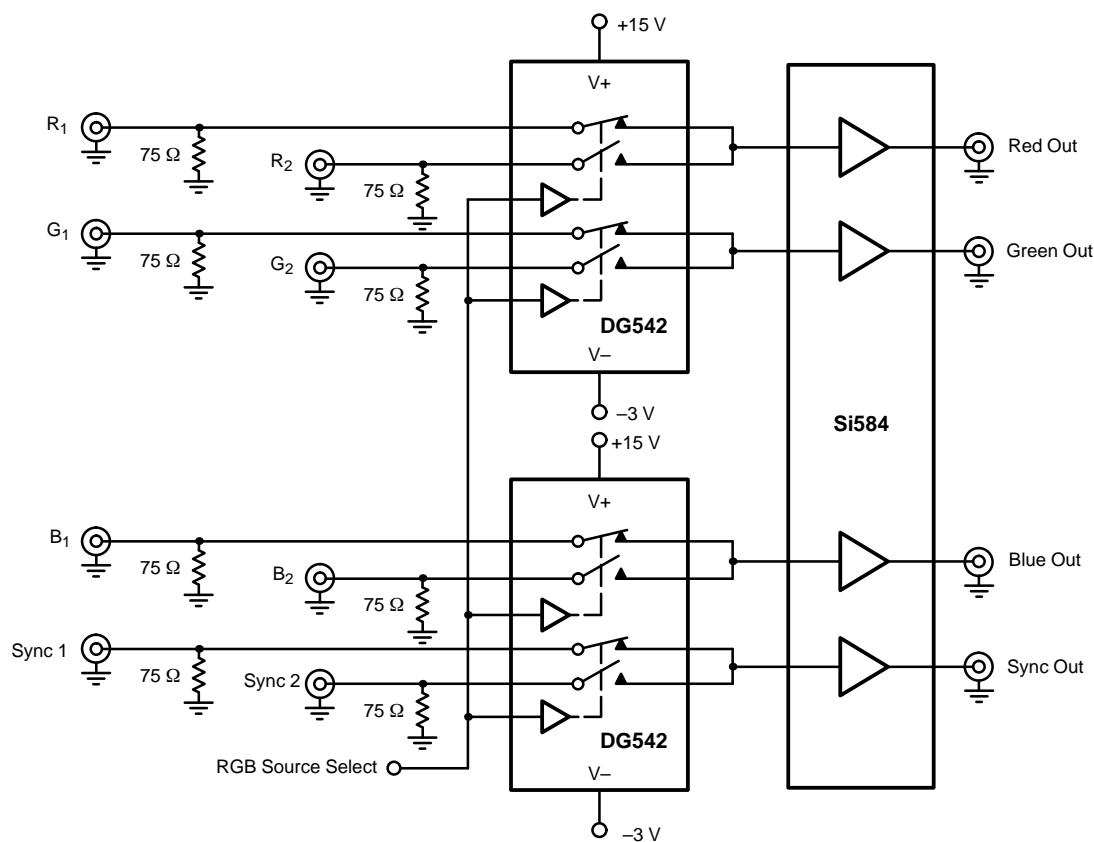 +15 V
V+
R1
75 Ω
R2
75 Ω
Red Out
G1
75 Ω
G2
75 Ω
Green Out
DG542
V–
–3 V
Si584
+15 V
V+
B1
75 Ω
B2
75 Ω
Blue Out
Sync 1
75 Ω
Sync 2
75 Ω
Sync Out
DG542
RGB Source Select
V–
–3 V